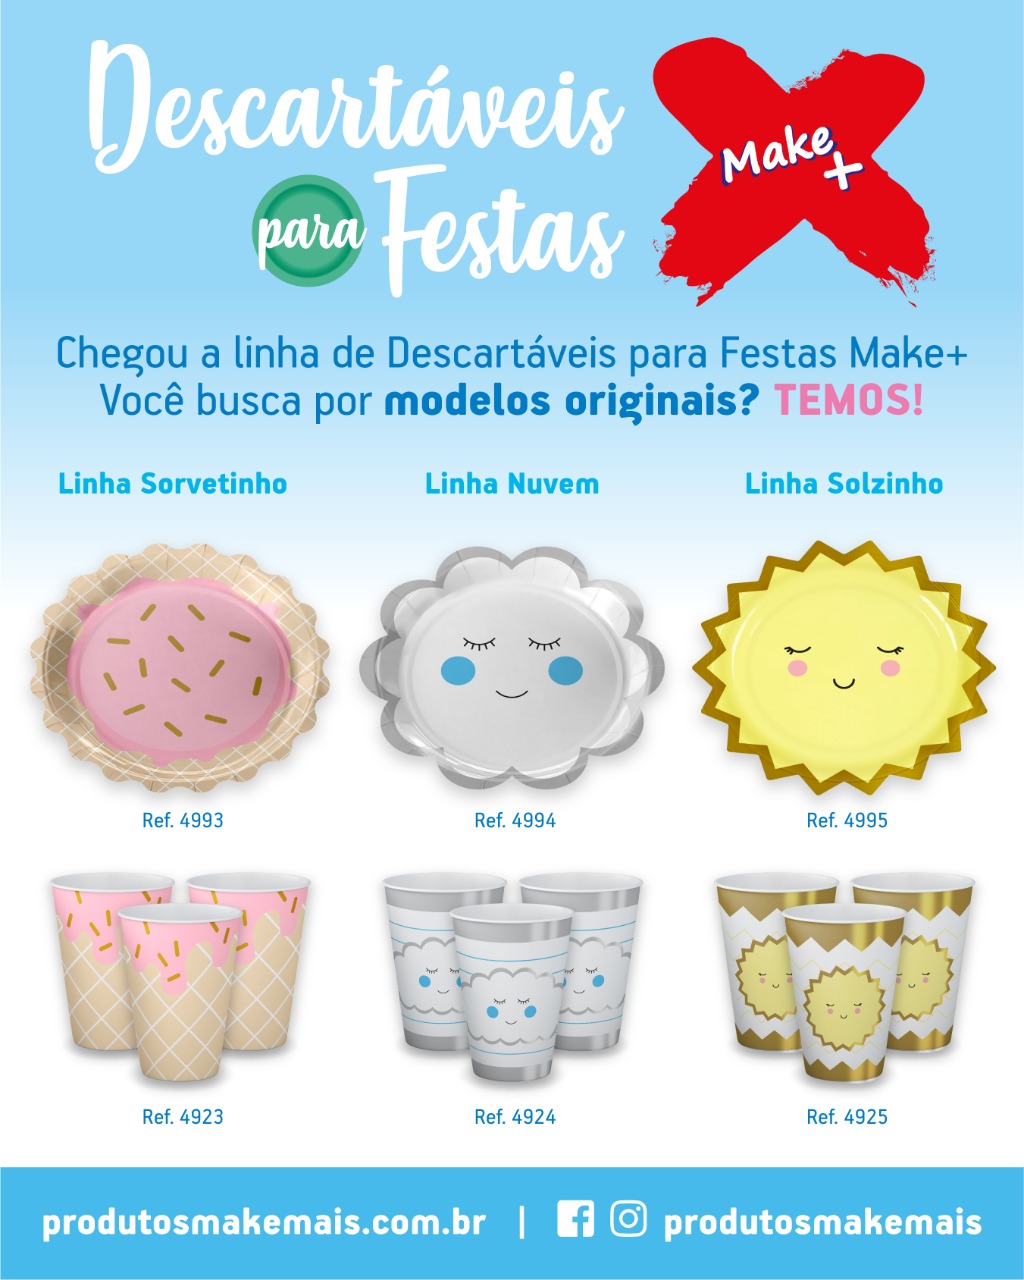 Descartáveis
para Festas
Make+
Chegou a linha de Descartáveis para Festas Make+
Você busca por modelos originais? TEMOS!
Linha Sorvetinho
Linha Nuvem
Linha Solzinho
Ref. 4993
Ref. 4994
Ref. 4995
Ref. 4923
Ref. 4924
Ref. 4925
produtosmakemais.com.br | produtosmakemais